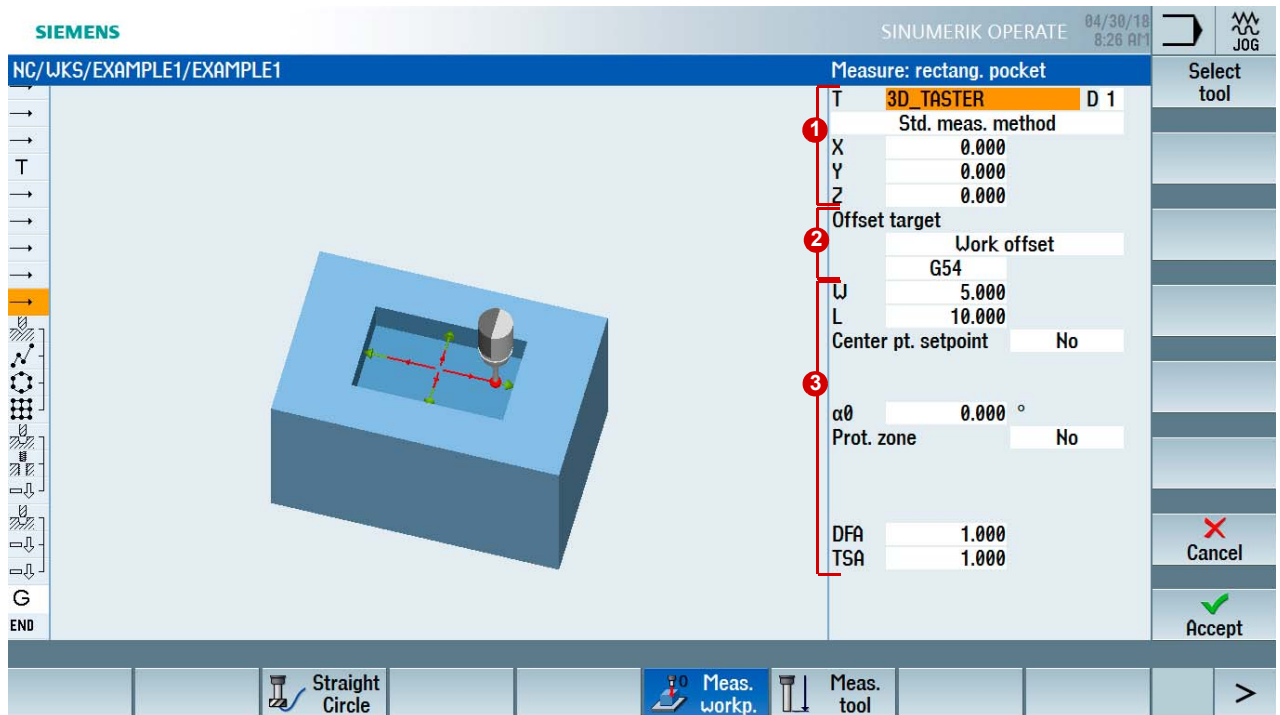 SIEMENS
SINUMERIK OPERATE
04/30/18
8:26 AM
JOG
NC/WKS/EXAMPLE1/EXAMPLE1
Measure: rectang. pocket
Select
tool
T 3D_TASTER D 1
Std. meas. method
1
X 0.000
Y 0.000
Z 0.000
Offset target
2
Work offset
G54
W 5.000
L 10.000
Center pt. setpoint No
3
α0 0.000 °
Prot. zone No
DFA 1.000
TSA 1.000
T
G
END
Cancel
Accept
Straight
Circle
Meas.
workp.
Meas.
tool
>